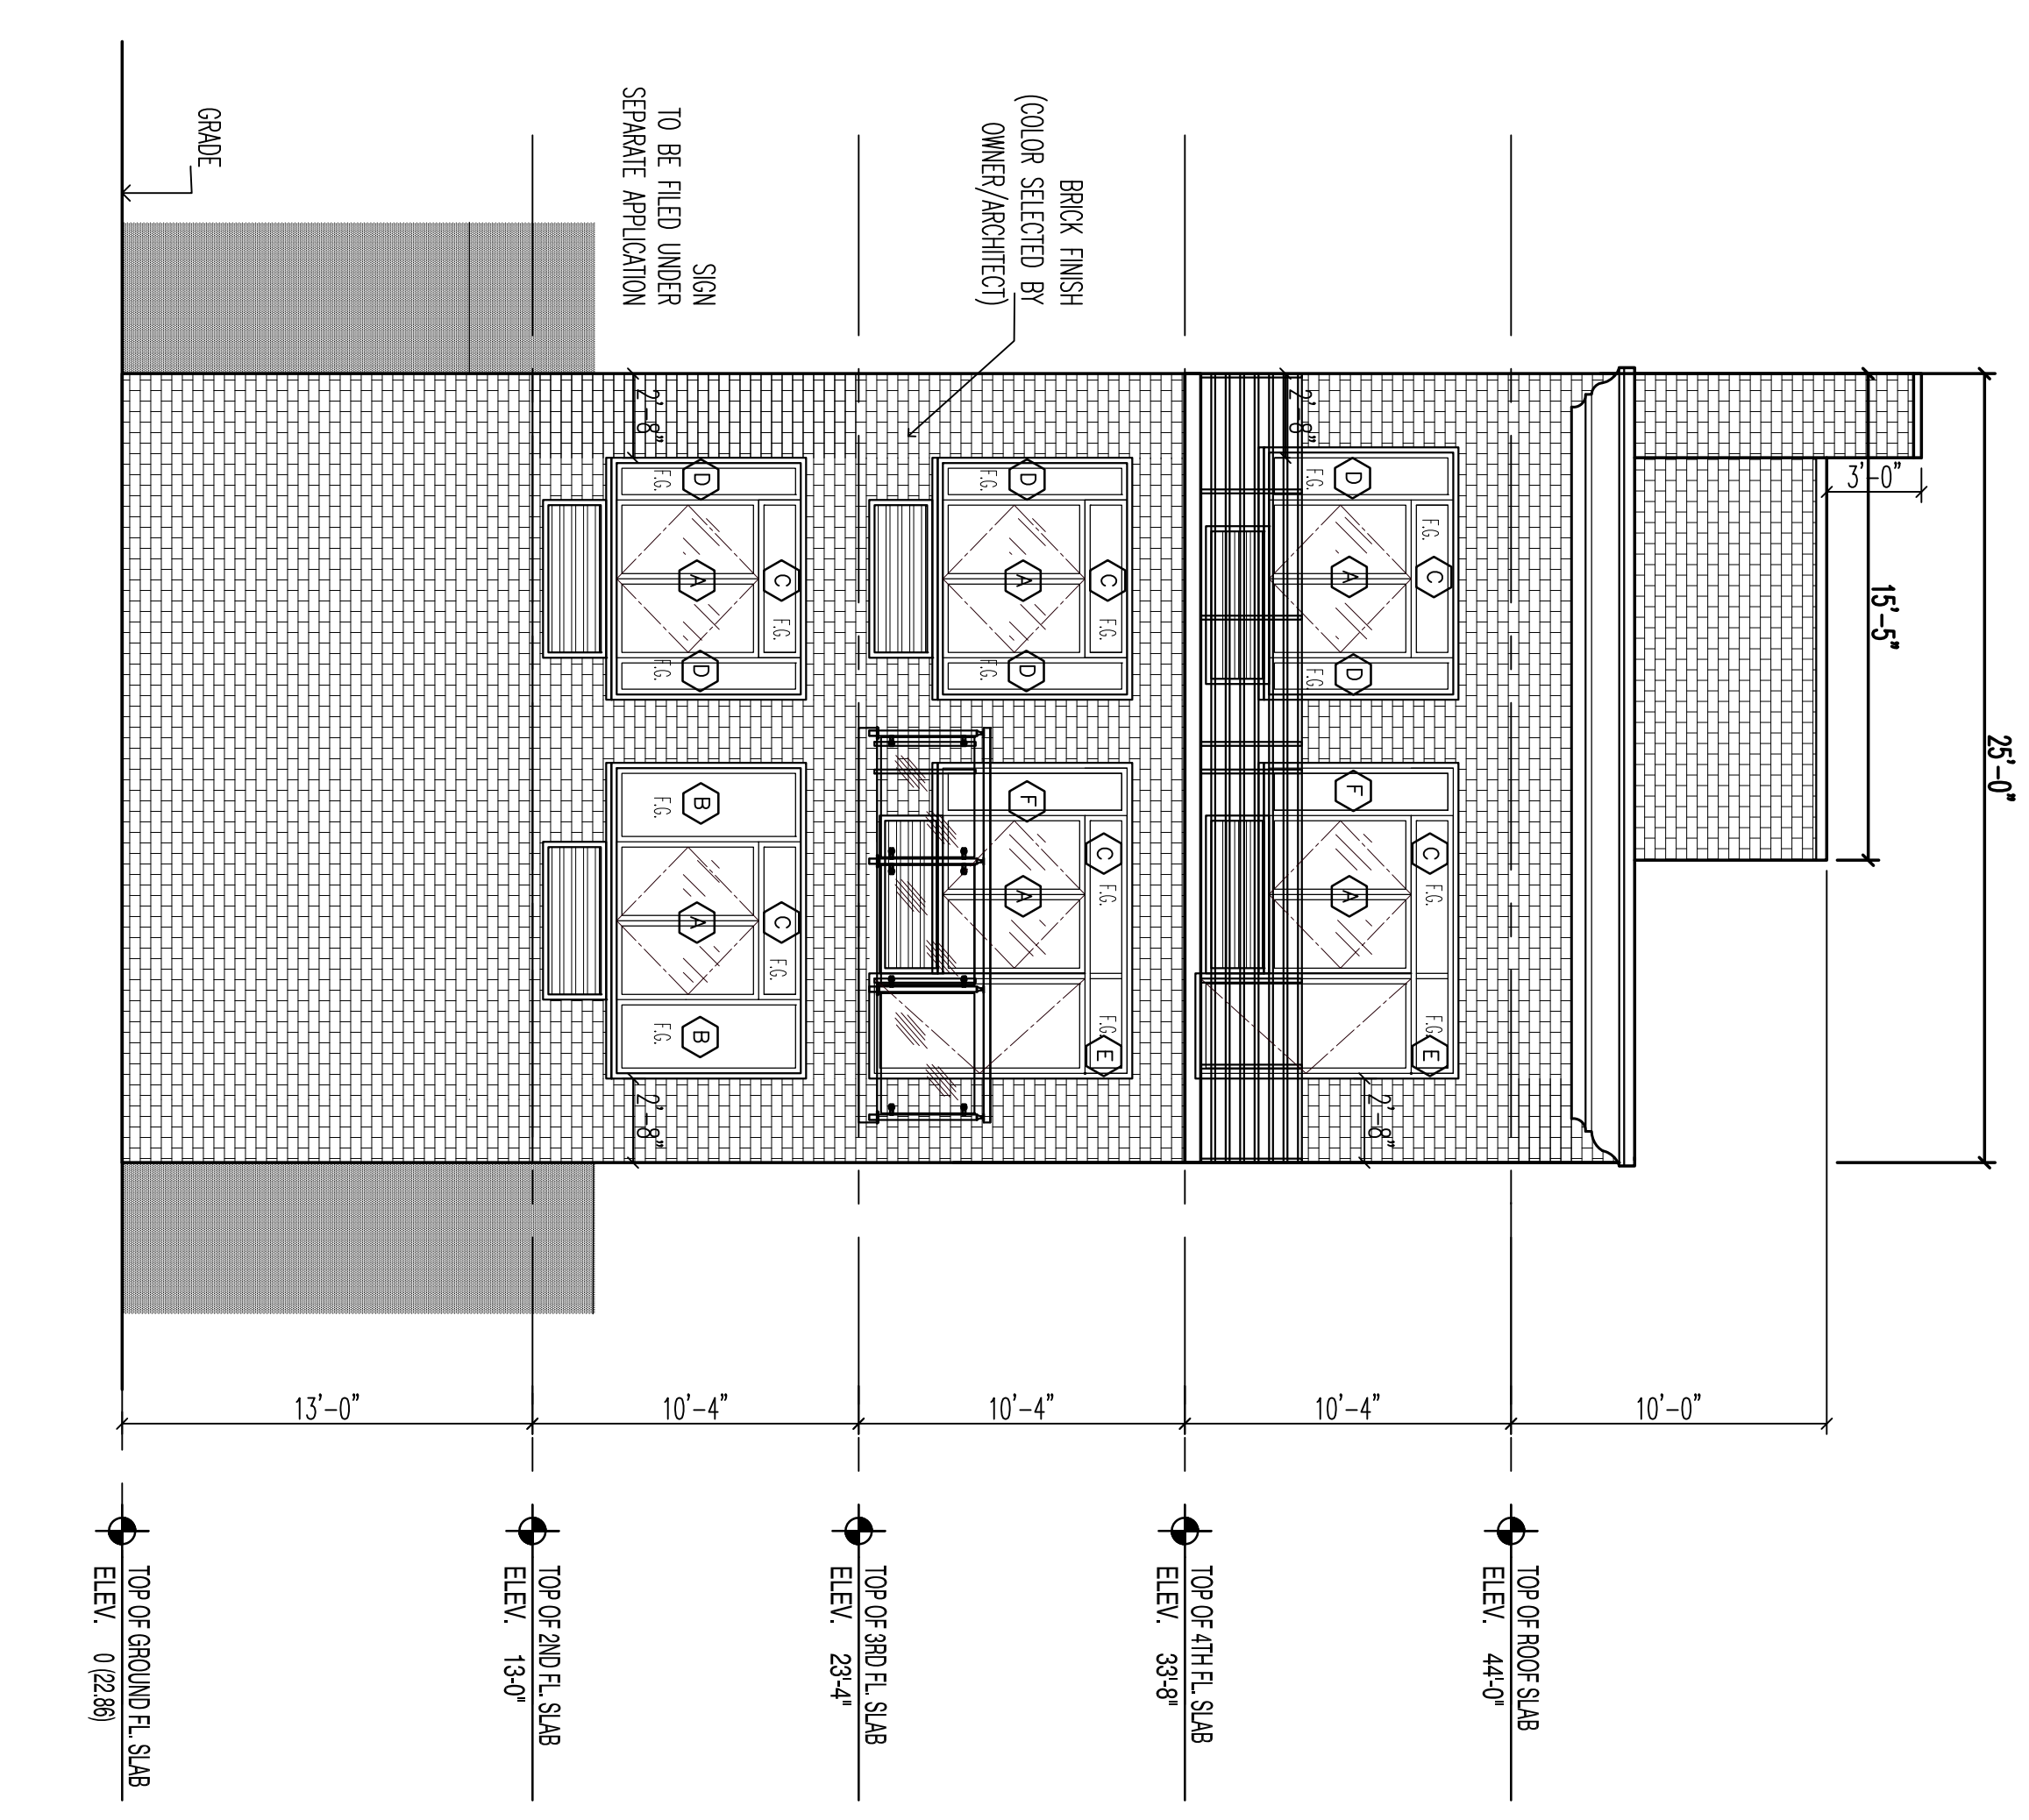 25'-0"
15'-5"
3'-0"
10'-0"
TOP OF ROOF SLAB
ELEV. 44'-0"
2'-8"
D
F.G.
F.G.
C
A
D
F.G.
F
C
F.G.
A
F.G.
E
2'-8"
10'-4"
TOP OF 4TH FL. SLAB
ELEV. 33'-8"
BRICK FINISH
(COLOR SELECTED BY
OWNER/ARCHITECT)
D
F.G.
C
F.G.
A
D
F.G.
F
C
F.G.
A
F.G.
E
10'-4"
TOP OF 3RD FL. SLAB
ELEV. 23'-4"
SIGN
TO BE FILED UNDER
SEPARATE APPLICATION
2'-8"
D
F.G.
C
F.G.
A
D
F.G.
B
F.G.
C
F.G.
A
B
F.G.
2'-8"
10'-4"
TOP OF 2ND FL. SLAB
ELEV. 13-0"
GRADE
13'-0"
TOP OF GROUND FL. SLAB
ELEV. 0 (22.86)